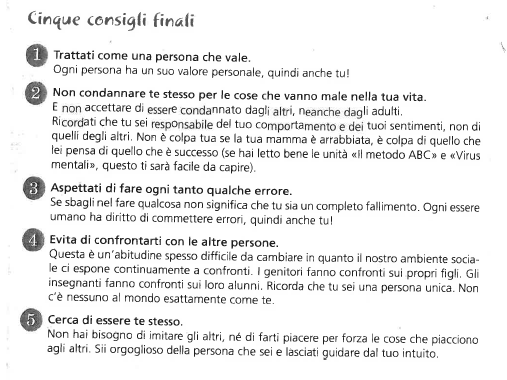 Cinque consigli finali
1 Trattati come una persona che vale.
Ogni persona ha un suo valore personale, quindi anche tu!
2 Non condannare te stesso per le cose che vanno male nella tua vita.
E non accettare di essere condannato dagli altri, neanche dagli adulti.
Ricordati che tu sei responsabile del tuo comportamento e dei tuoi sentimenti, non di
quelli degli altri. Non è colpa tua se la tua mamma è arrabbiata, è colpa di quello che
lei pensa di quello che è successo (se hai letto bene le unità «Il metodo ABC» e «Virus
mentali», questo ti sarà facile da capire).
3 Aspettati di fare ogni tanto qualche errore.
Se sbagli nel fare qualcosa non significa che tu sia un completo fallimento. Ogni essere
umano ha diritto di commettere errori, quindi anche tu!
4 Evita di confrontarti con le altre persone.
Questa è un'abitudine spesso difficile da cambiare in quanto il nostro ambiente socia-
le ci espone continuamente a confronti. I genitori fanno confronti sui propri figli. Gli
insegnanti fanno confronti sui loro alunni. Ricorda che tu sei una persona unica. Non
c'è nessuno al mondo esattamente come te.
5 Cerca di essere te stesso.
Non hai bisogno di imitare gli altri, né di farti piacere per forza le cose che piacciono
agli altri. Sii orgoglioso della persona che sei e lasciati guidare dal tuo intuito.